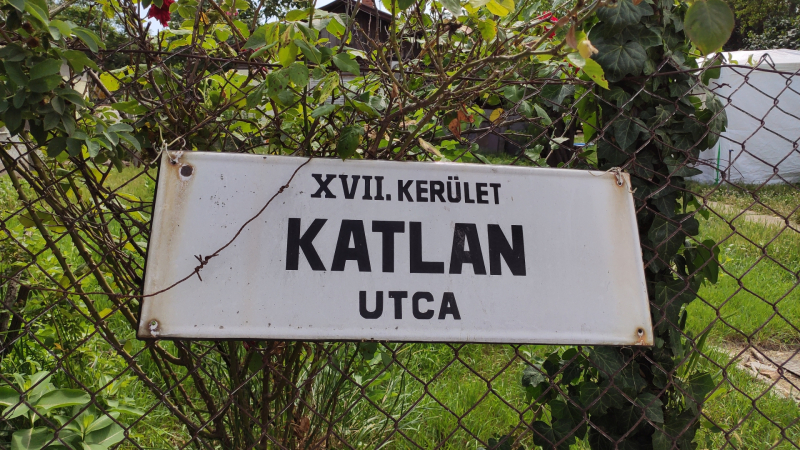 XVII. KERÜLET
KATLAN
UTCA